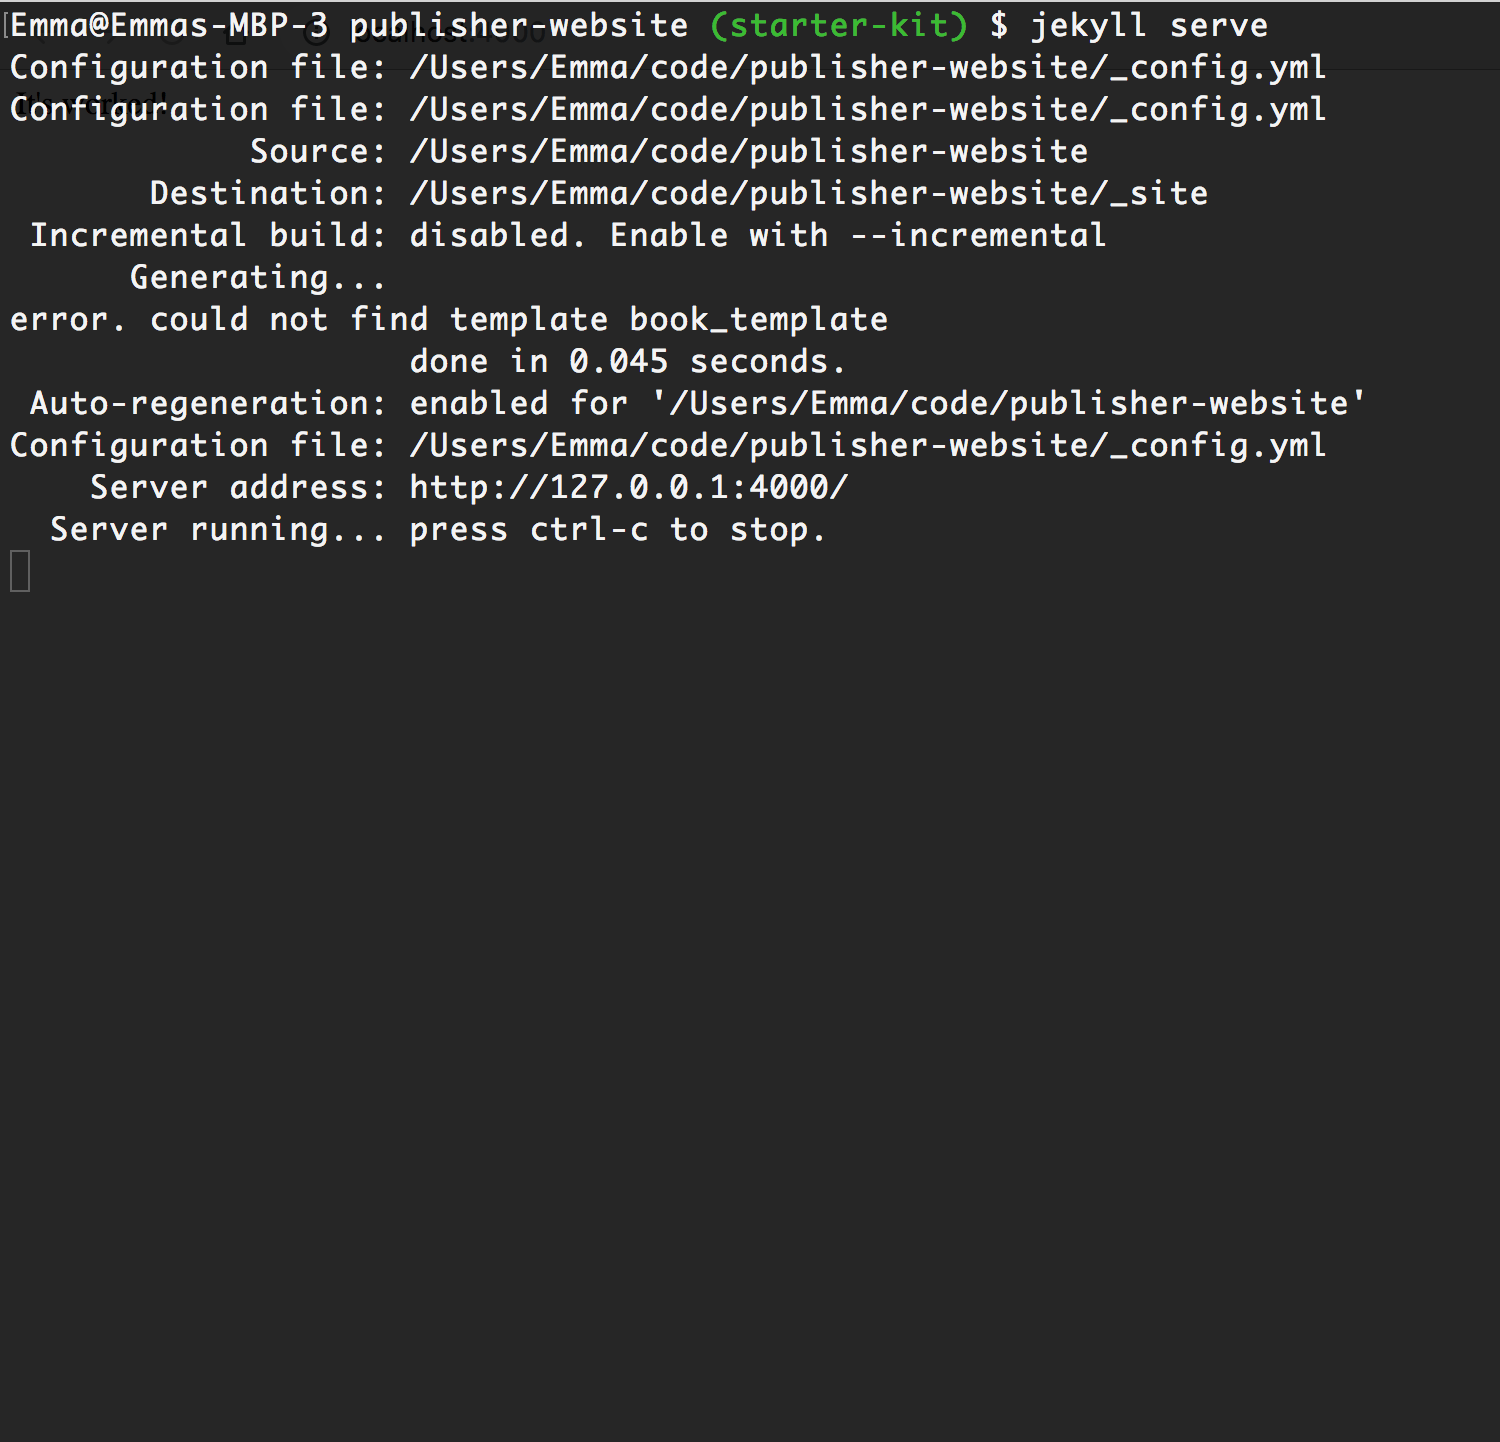 Emma@Emmas-MBP-3 publisher-website (starter-kit) $ jekyll serve
Configuration file: /Users/Emma/code/publisher-website/_config.yml
Configuration file: /Users/Emma/code/publisher-website/_config.yml
Source: /Users/Emma/code/publisher-website
Destination: /Users/Emma/code/publisher-website/_site
Incremental build: disabled. Enable with --incremental
Generating...
error. could not find template book_template
done in 0.045 seconds.
Auto-regeneration: enabled for '/Users/Emma/code/publisher-website'
Configuration file: /Users/Emma/code/publisher-website/_config.yml
Server address: http://127.0.0.1:4000/
Server running... press ctrl-c to stop.